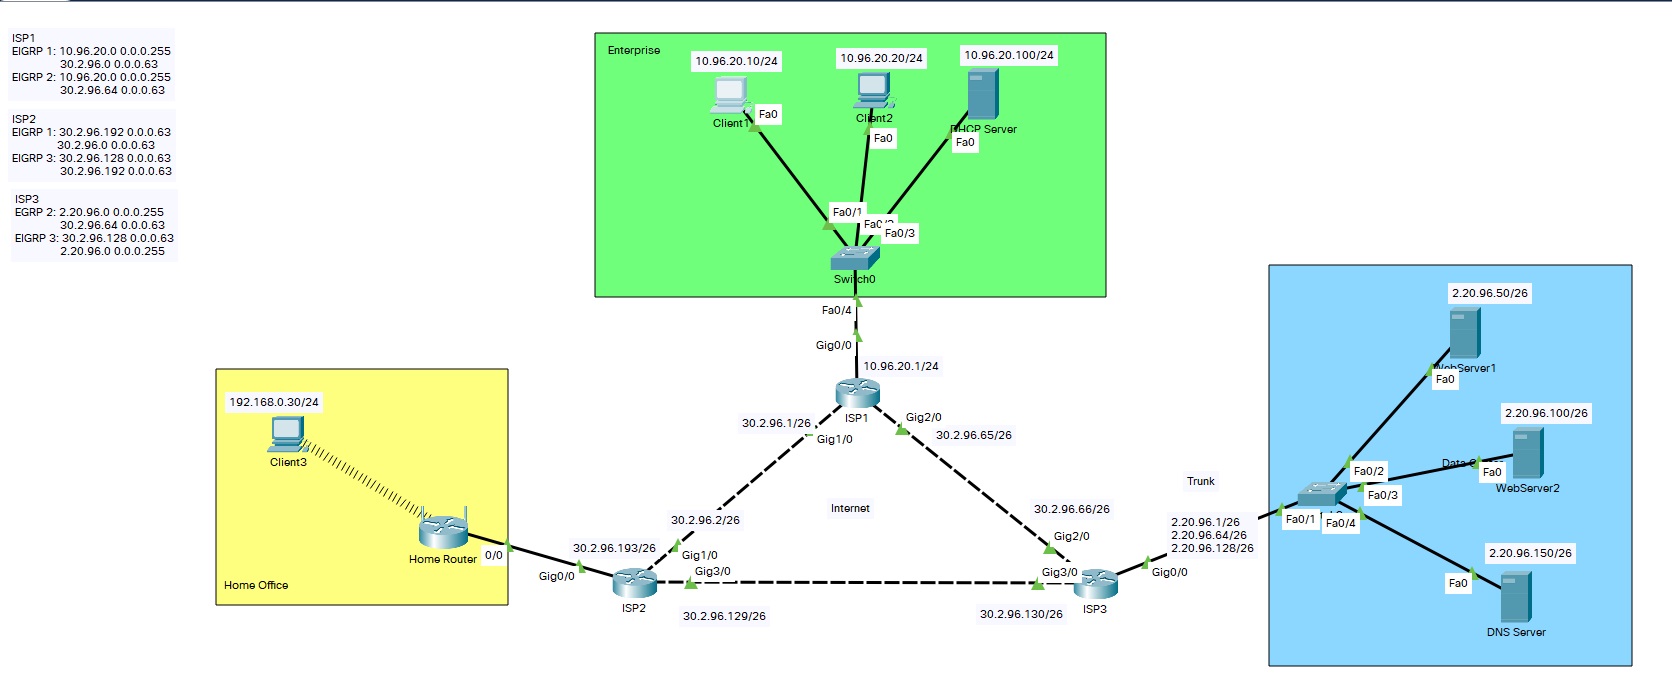 ISP1
EIGRP 1: 10.96.20.0 0.0.0.255
30.2.96.0 0.0.0.63
EIGRP 2: 10.96.20.0 0.0.0.255
30.2.96.64 0.0.0.63
ISP2
EIGRP 1: 30.2.96.192 0.0.0.63
30.2.96.0 0.0.0.63
EIGRP 3: 30.2.96.128 0.0.0.63
30.2.96.192 0.0.0.63
ISP3
EGRP 2: 2.20.96.0 0.0.0.255
30.2.96.64 0.0.0.63
EIGRP 3: 30.2.96.128 0.0.0.63
2.20.96.0 0.0.0.255
Enterprise
10.96.20.10/24
10.96.20.20/24
10.96.20.100/24
Client1
Fa0
Client2
Fa0
DHCP Server
Fa0
Fa0/1
Fa0/3
Switch0
Fa0/4
Gig0/0
10.96.20.1/24
ISP1
30.2.96.1/26
Gig1/0
Gig2/0
30.2.96.65/26
192.168.0.30/24
Client3
Home Router
0/0
Home Office
30.2.96.193/26
Gig0/0
30.2.96.2/26
Gig1/0
Gig3/0
ISP2
30.2.96.129/26
Internet
30.2.96.66/26
Gig2/0
Gig3/0
ISP3
30.2.96.130/26
Gig0/0
Trunk
2.20.96.1/26
2.20.96.64/26
2.20.96.128/26
2.20.96.50/26
WebServer1
Fa0
2.20.96.100/26
Fa0
WebServer2
Fa0/2
Fa0/3
Fa0/1
Fa0/4
2.20.96.150/26
Fa0
DNS Server